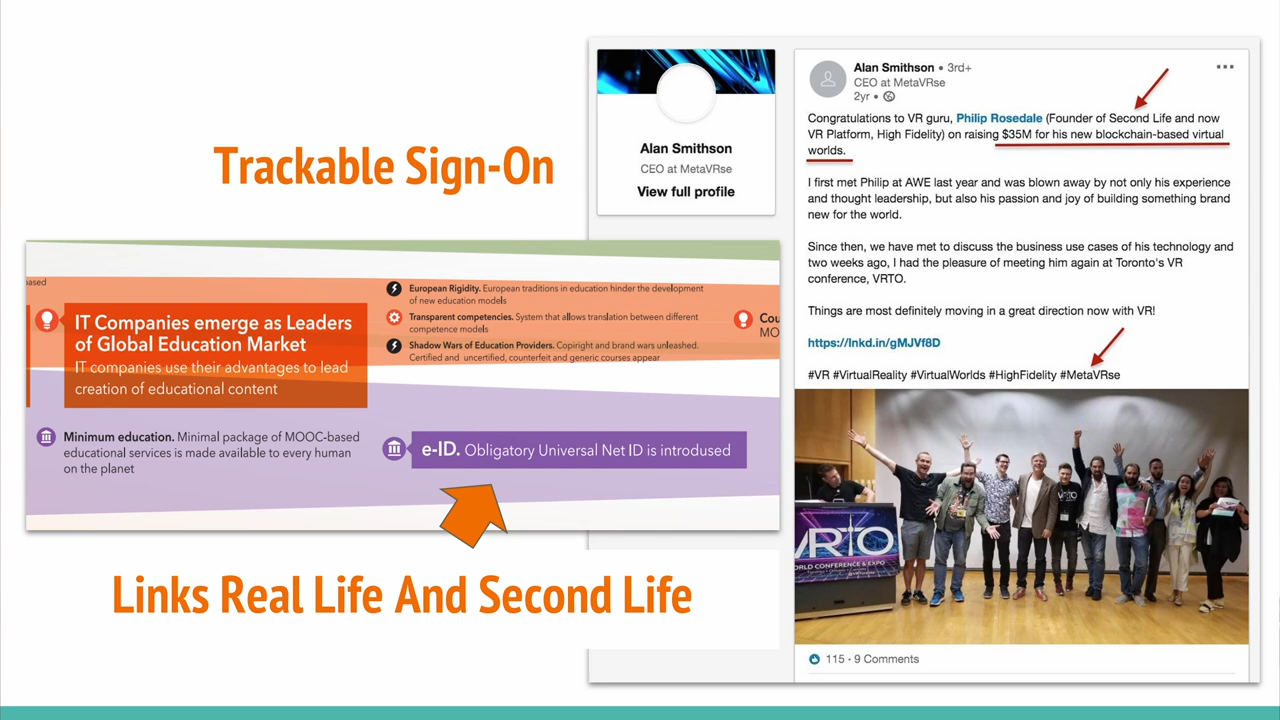 Trackable Sign-On
ased
IT Companies emerge as Leaders
of Global Education Market
IT companies use their advantages to lead
creation of educational content
European Rigidity. European traditions in education hinder the development
of new education models
Transparent competencies. System that allows translation between different
competence models
Shadow Wars of Education Providers. Copiright and brand wars unleashed.
Certified and uncertified, counterfeit and generic courses appear
Cou
MO
Minimum education. Minimal package of MOOC-based
educational services is made available to every human
on the planet
e-ID. Obligatory Universal Net ID is introdused
Links Real Life And Second Life
Alan Smithson
CEO at MetaVRse
View full profile
Alan Smithson • 3rd+
CEO at MetaVRse
2yr •
Congratulations to VR guru, Philip Rosedale (Founder of Second Life and now
VR Platform, High Fidelity) on raising $35M for his new blockchain-based virtual
worlds.
I first met Philip at AWE last year and was blown away by not only his experience
and thought leadership, but also his passion and joy of building something brand
new for the world.
Since then, we have met to discuss the business use cases of his technology and
two weeks ago, I had the pleasure of meeting him again at Toronto's VR
conference, VRTO.
Things are most definitely moving in a great direction now with VR!
https://lnkd.in/gMJVf8D
#VR #VirtualReality #VirtualWorlds #HighFidelity #MetaVRse
VRTO
VRTO
WORLD CONFERENCE & EXPO
115 · 9 Comments